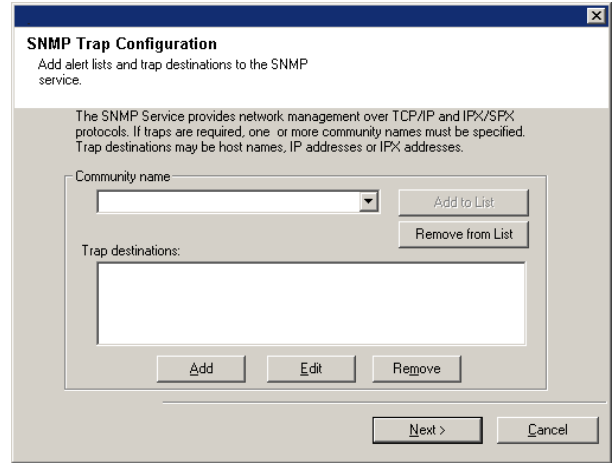 SNMP Trap Configuration
Add alert lists and trap destinations to the SNMP
service.
The SNMP Service provides network management over TCP/IP and IPX/SPX
protocols. If traps are required, one or more community names must be specified.
Trap destinations may be host names, IP addresses or IPX addresses.
Community name
Add to List
Remove from List
Trap destinations:
Add Edit Remove
Next > Cancel